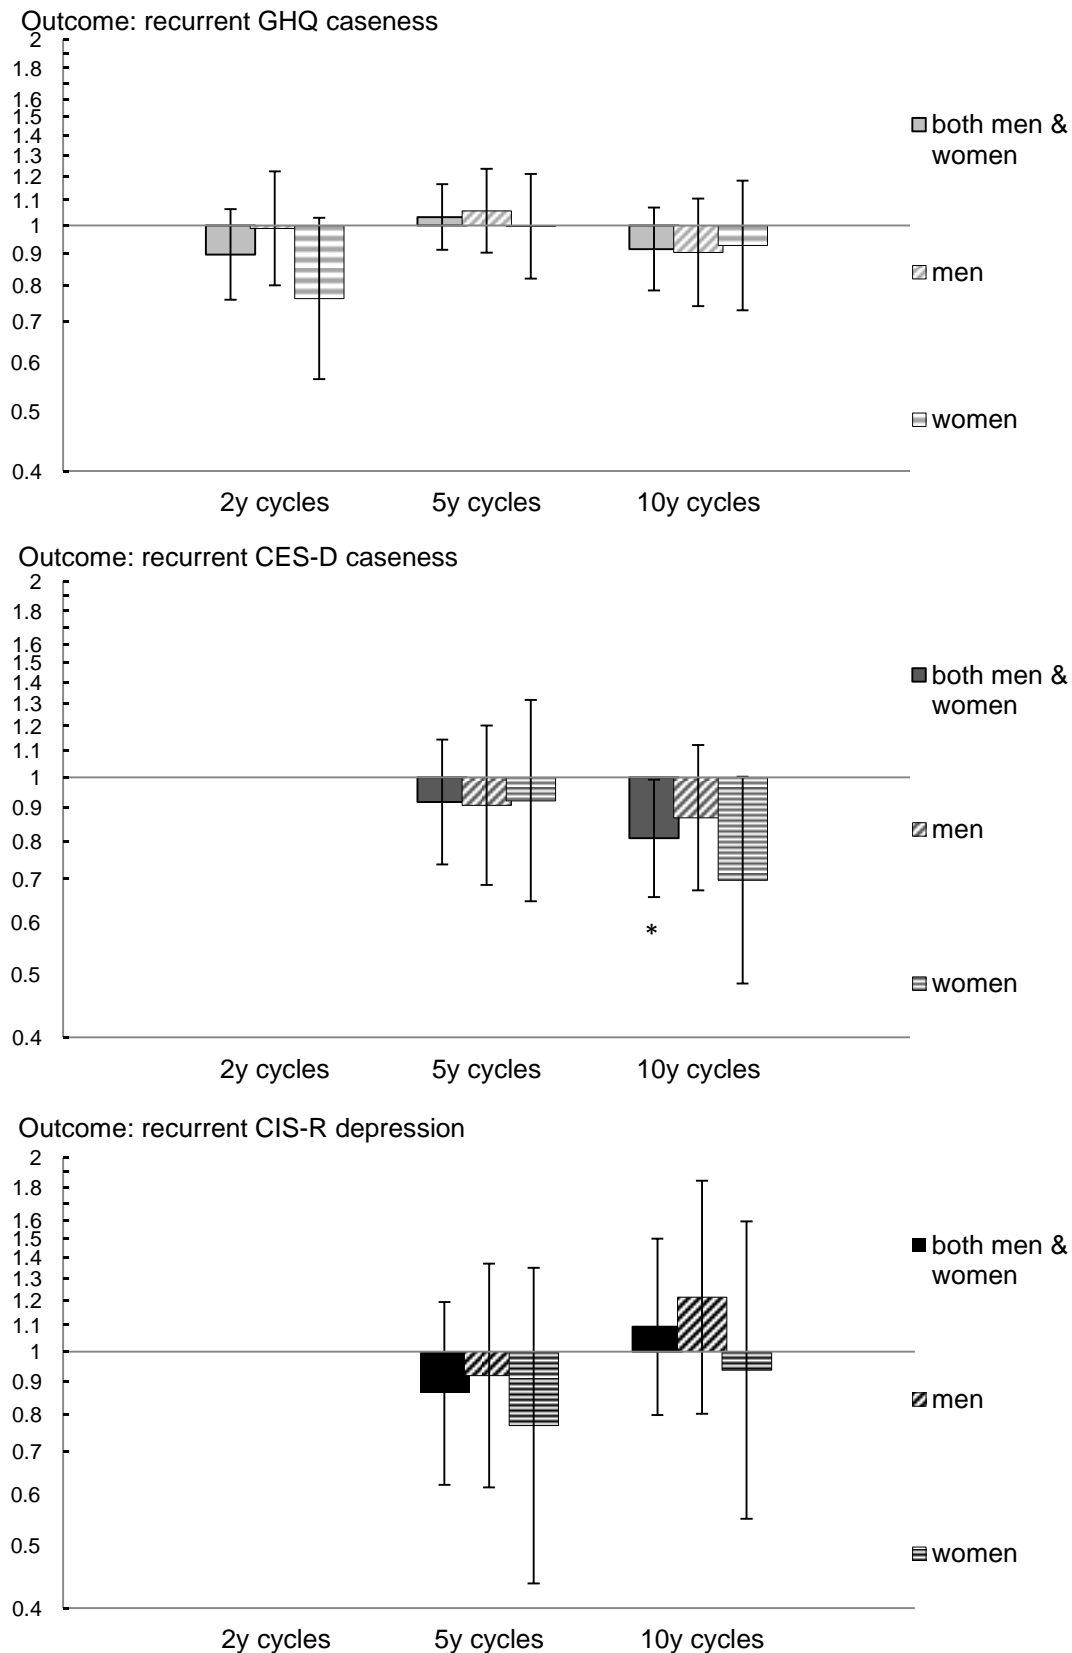 Outcome: recurrent GHQ caseness
2
1.8
1.6
1.5
1.4
1.3
1.2
1.1
1
0.9
0.8
0.7
0.6
0.5
0.4
both men &
women
men
women
2y cycles 5y cycles 10y cycles
Outcome: recurrent CES-D caseness
2
1.8
1.6
1.5
1.4
1.3
1.2
1.1
1
0.9
0.8
0.7
0.6
0.5
0.4
*
both men &
women
men
women
2y cycles 5y cycles 10y cycles
Outcome: recurrent CIS-R depression
2
1.8
1.6
1.5
1.4
1.3
1.2
1.1
1
0.9
0.8
0.7
0.6
0.5
0.4
both men &
women
men
women
2y cycles 5y cycles 10y cycles